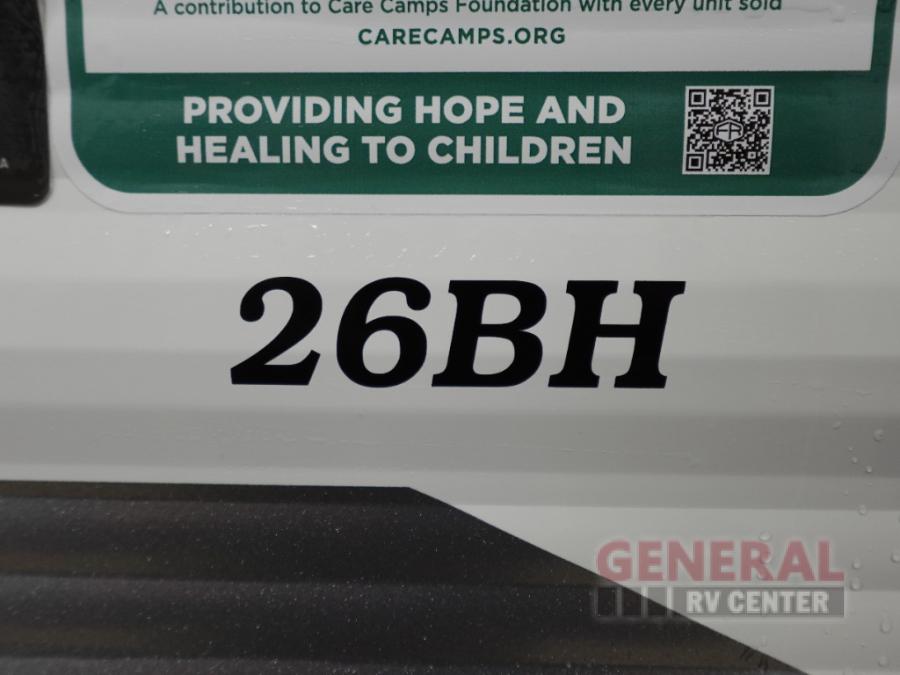 A contribution to Care Camps Foundation with every unit sold
CARECAMPS.ORG
PROVIDING HOPE AND
HEALING TO CHILDREN
A
26BH
GENERAL
RV CENTER